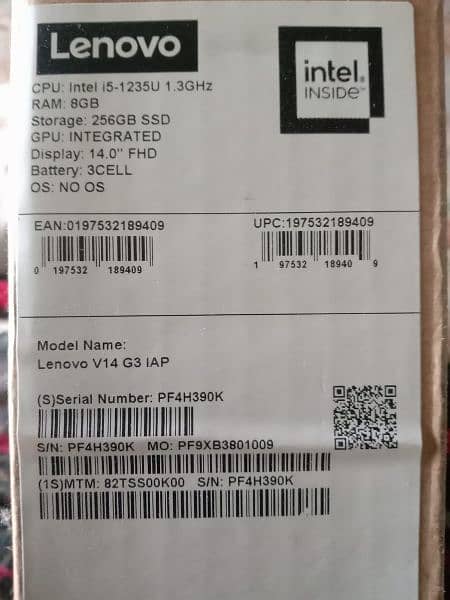 Lenovo
intel.
INSIDE™
CPU: Intel i5-1235U 1.3GHz
RAM: 8GB
Storage: 256GB SSD
GPU: INTEGRATED
Display: 14.0" FHD
Battery: 3CELL
OS: NO OS
EAN:0197532189409
UPC:197532189409
0 197532 189409
1 97532 18940 9
Model Name:
Lenovo V14 G3 IAP
(S)Serial Number: PF4H390K
S/N: PF4H390K MO: PF9XB3801009
(1S)MTM: 82TSS00K00 S/N: PF4H390K